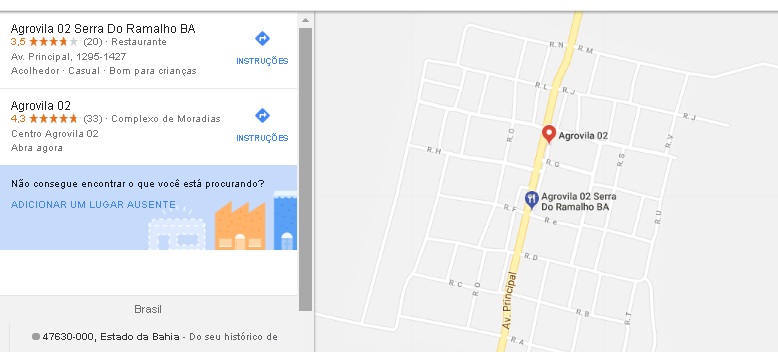 Agrovila 02 Serra Do Ramalho BA
3,5 (20) · Restaurante
Av. Principal, 1295-1427
Acolhedor · Casual · Bom para crianças
INSTRUÇÕES
Agrovila 02
4,3 (33) · Complexo de Moradias
Centro Agrovila 02
Abra agora
INSTRUÇÕES
Não consegue encontrar o que você está procurando?
ADICIONAR UM LUGAR AUSENTE
Brasil
47630-000, Estado da Bahia - Do seu histórico de
R. N
R. M
R. L
R. J
R. J
R. O
R. V
Agrovila 02
R. H
R. G
R. S
Agrovila 02 Serra
Do Ramalho BA
R. F
R e
R. U
R. D
R. C
R. O
Av. Principal
R. B
R. R
R. T